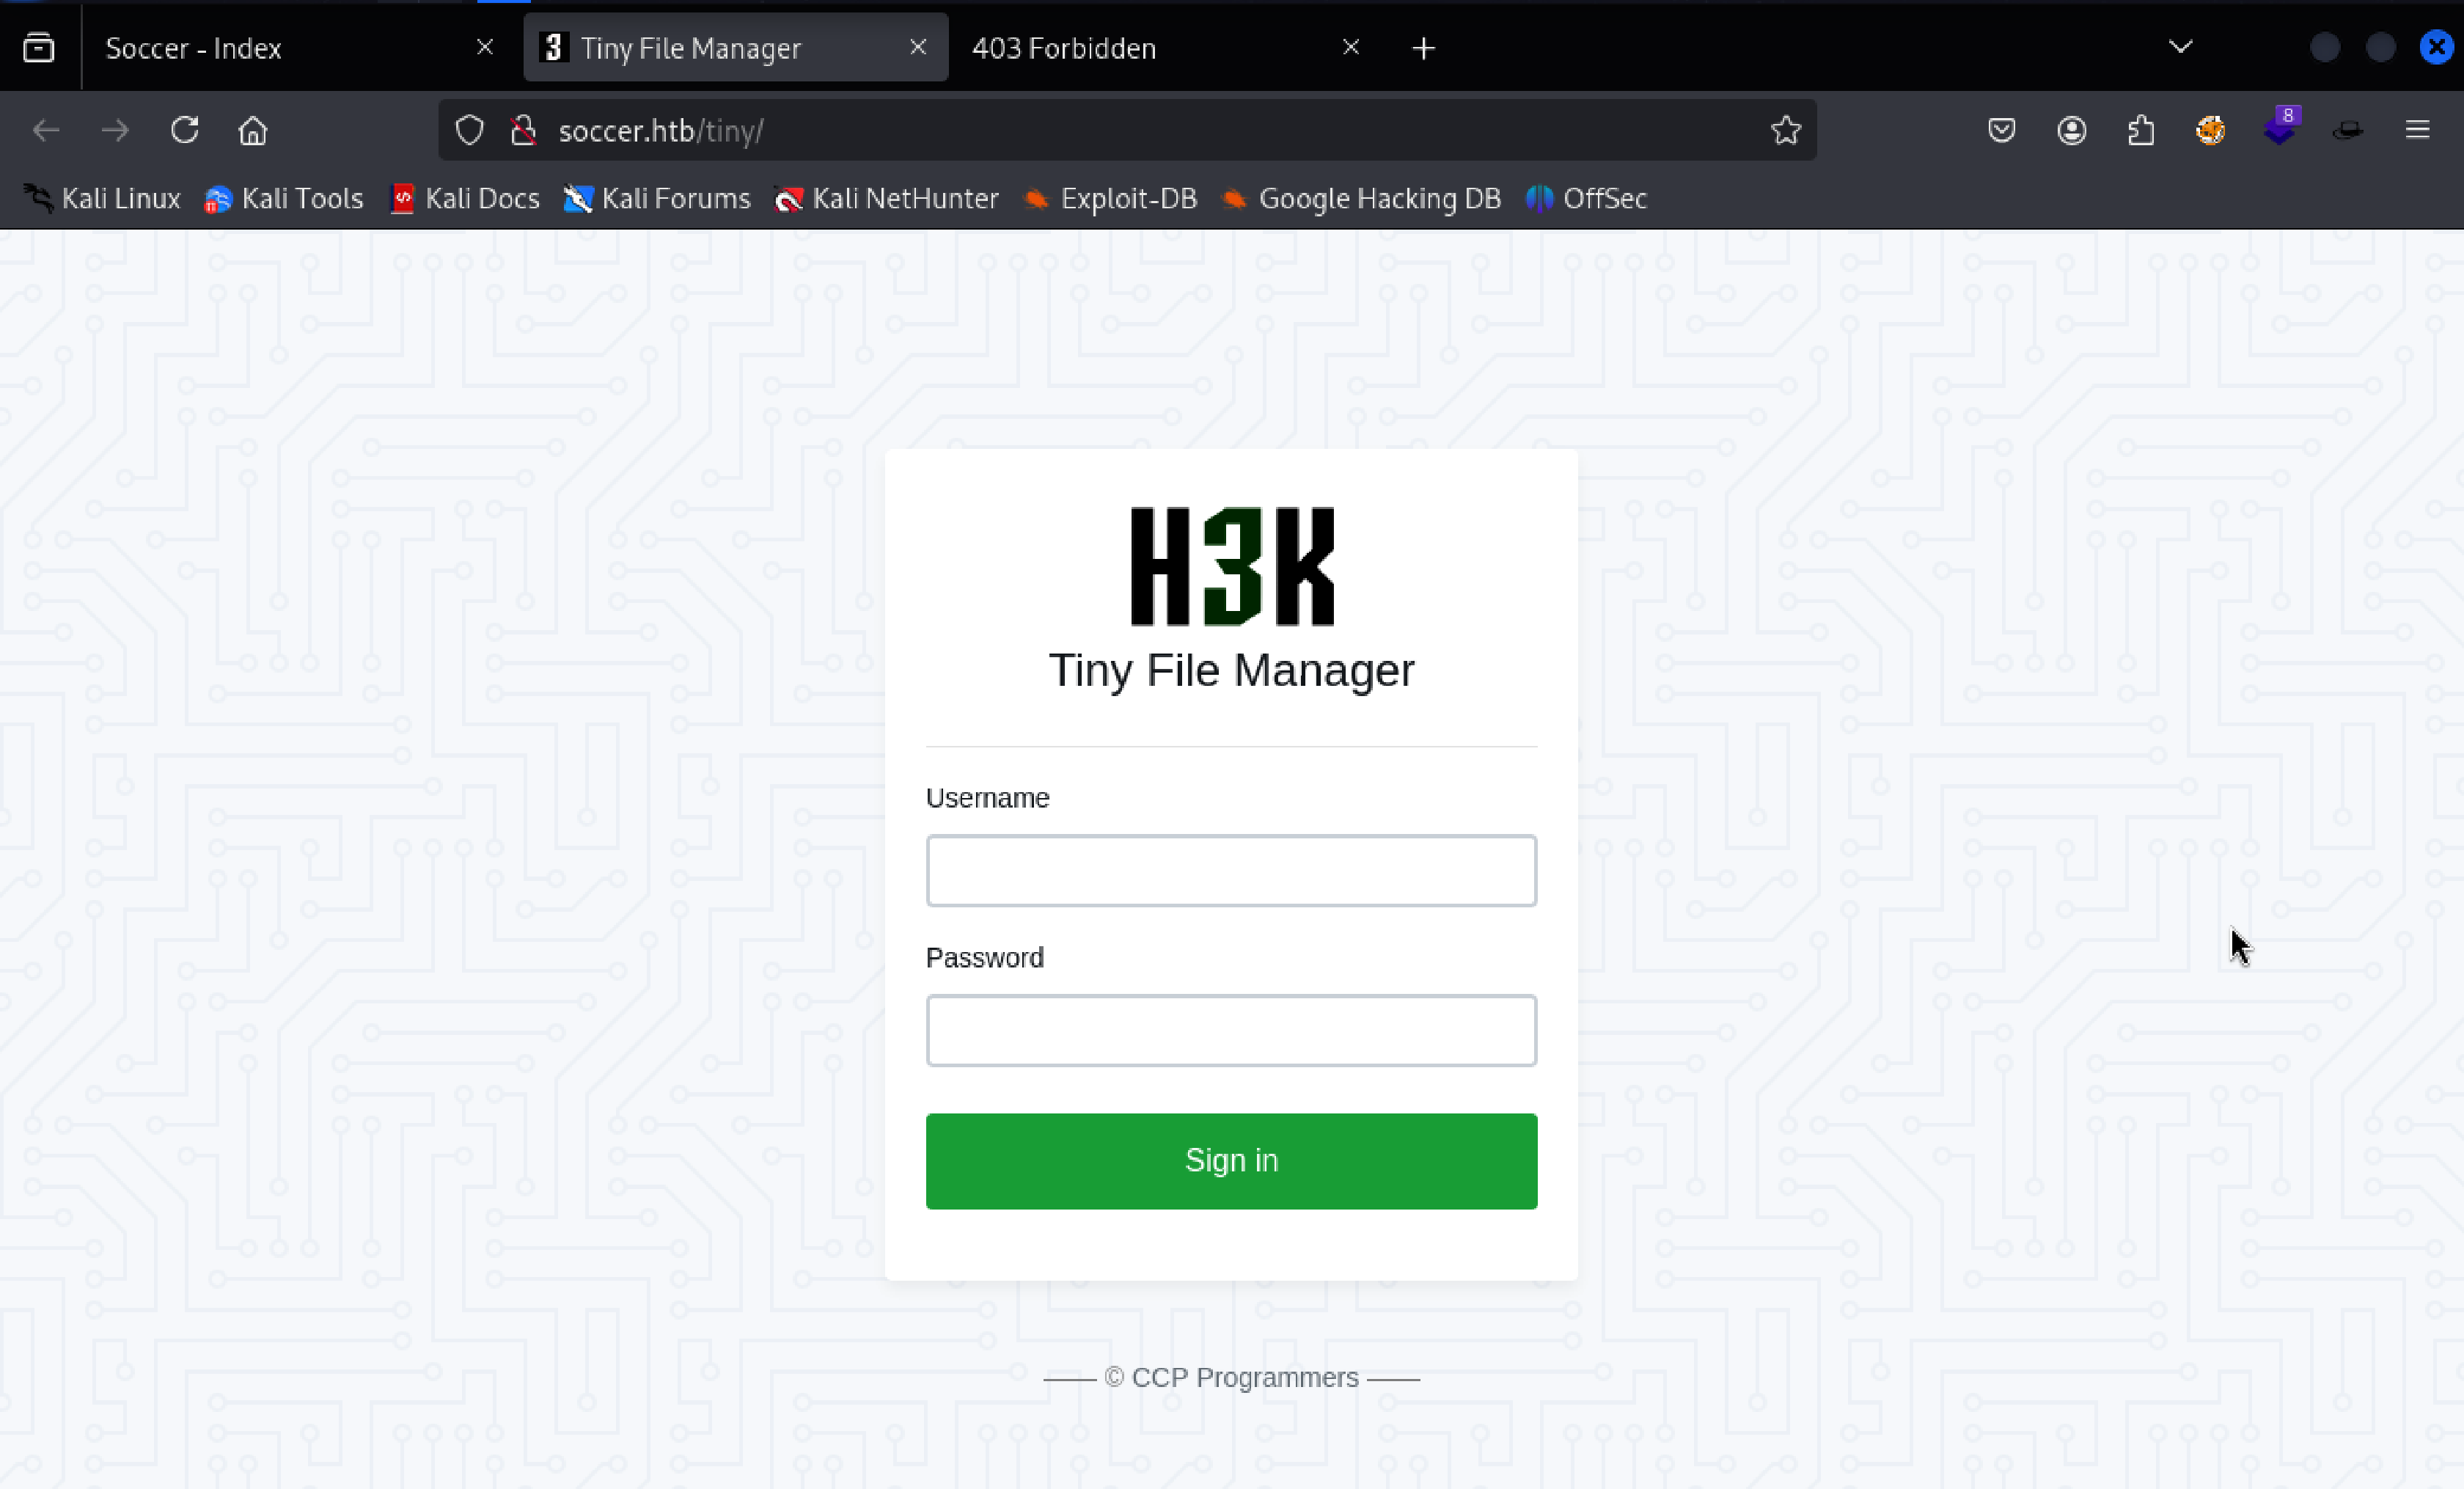 Soccer - Index
3 Tiny File Manager
403 Forbidden
soccer.htb/tiny/
8
Kali Linux
Kali Tools
Kali Docs
Kali Forums
Kali NetHunter
Exploit-DB
Google Hacking DB
OffSec
H3K
Tiny File Manager
Username
Password
Sign in
© CCP Programmers